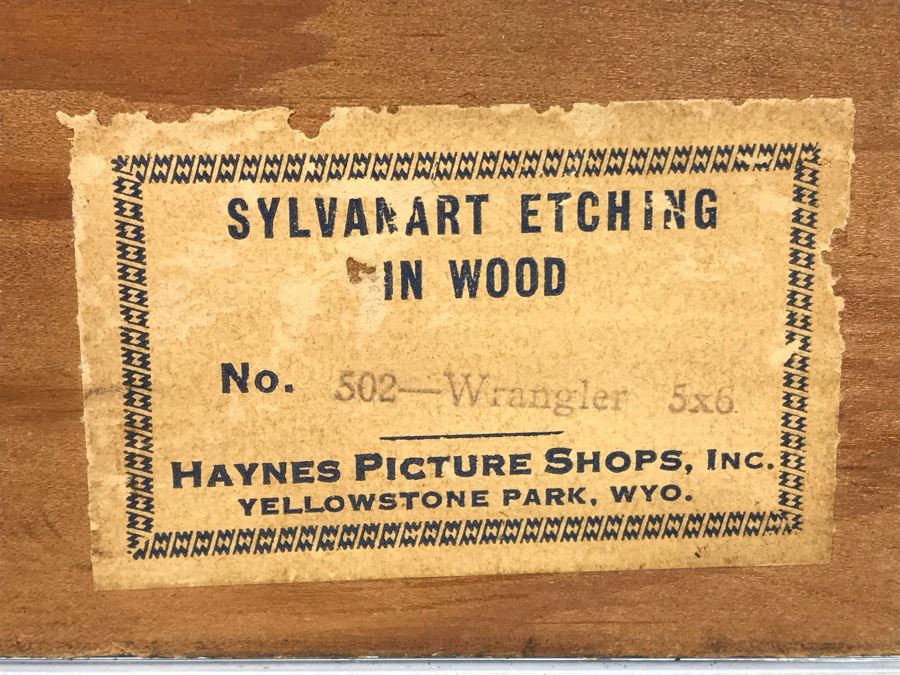 SYLVANART ETCHING
IN WOOD
No. 502—Wrangler 5x6
HAYNES PICTURE SHOPS, INC.
YELLOWSTONE PARK, WYO.